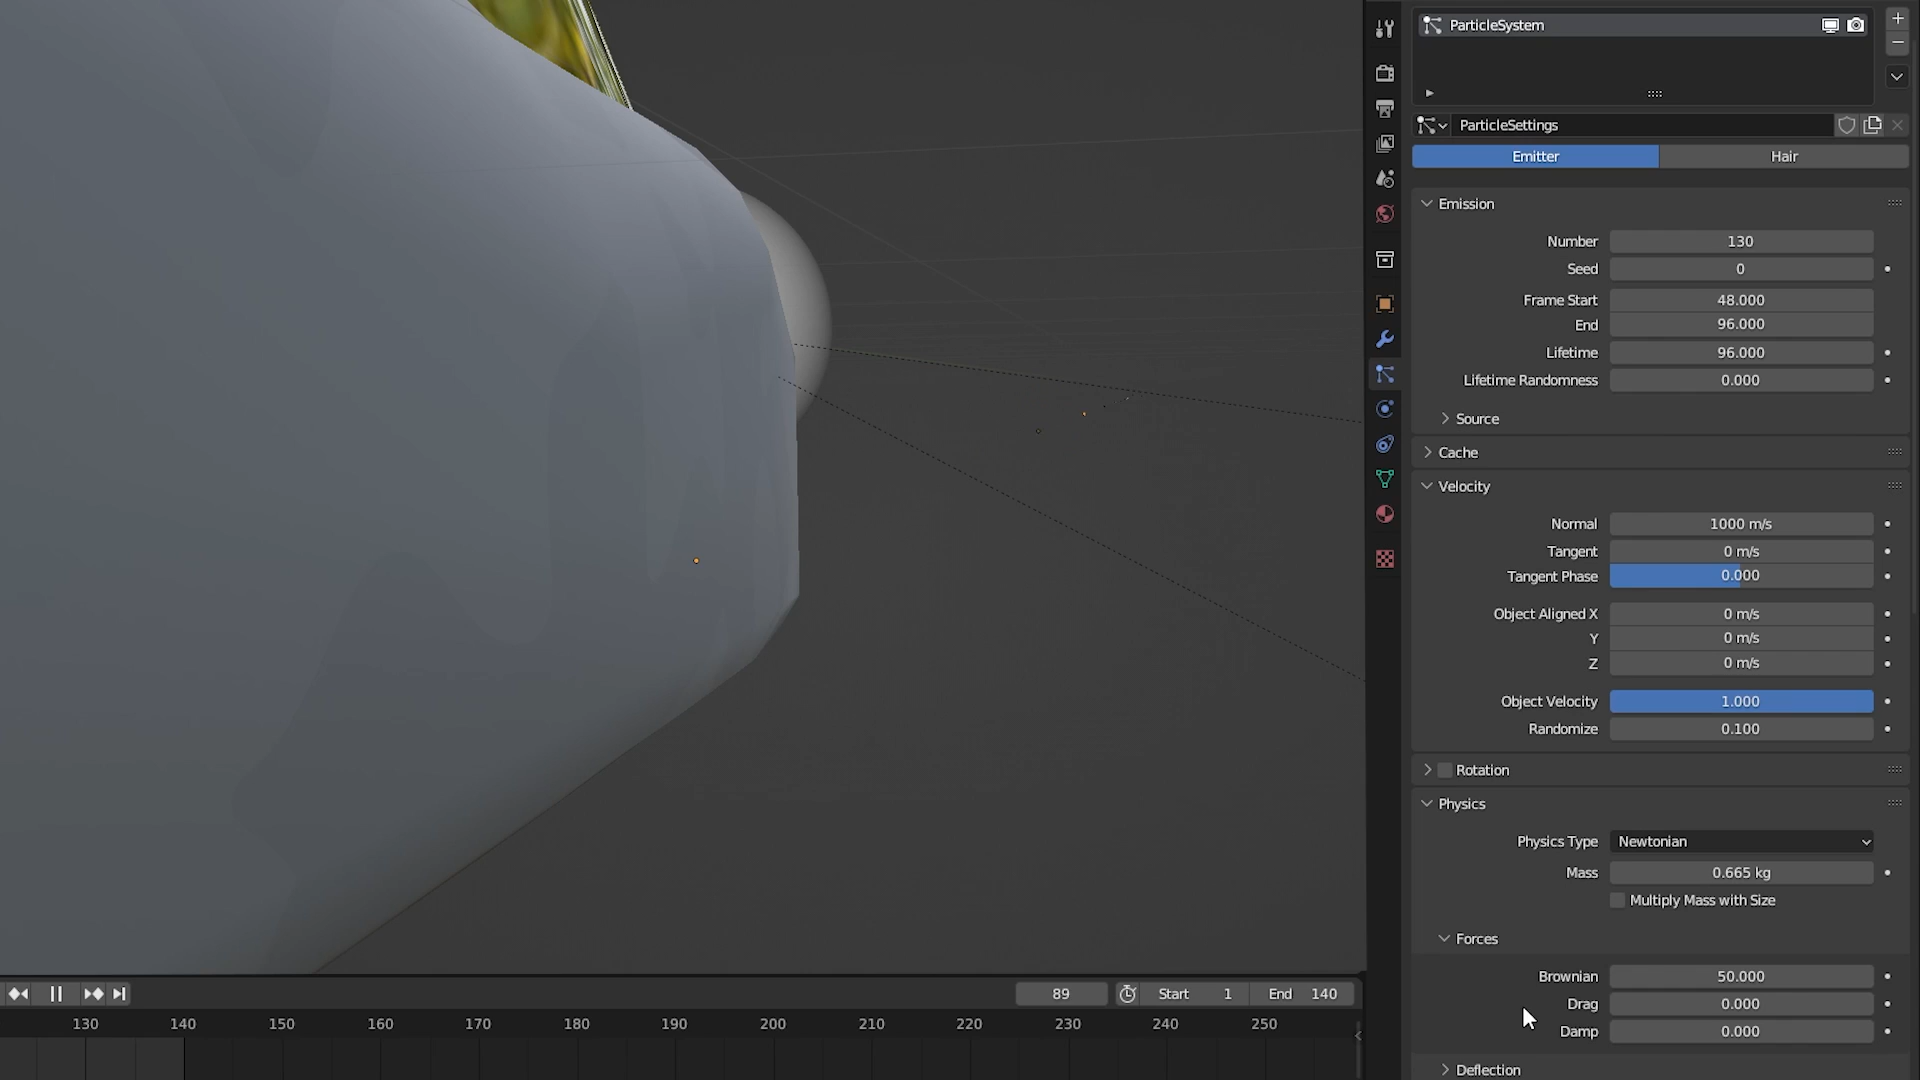 ParticleSystem
ParticleSettings
Emitter Hair
Emission
Number 130
Seed 0
Frame Start 48.000
End 96.000
Lifetime 96.000
Lifetime Randomness 0.000
Source
Cache
Velocity
Normal 1000 m/s
Tangent 0 m/s
Tangent Phase 0.000
Object Aligned X 0 m/s
Y 0 m/s
Z 0 m/s
Object Velocity 1.000
Randomize 0.100
Rotation
Physics
Physics Type Newtonian
Mass 0.665 kg
Multiply Mass with Size
Forces
Brownian 50.000
Drag 0.000
Damp 0.000
Deflection
89 Start 1 End 140
130 140 150 160 170 180 190 200 210 220 230 240 250